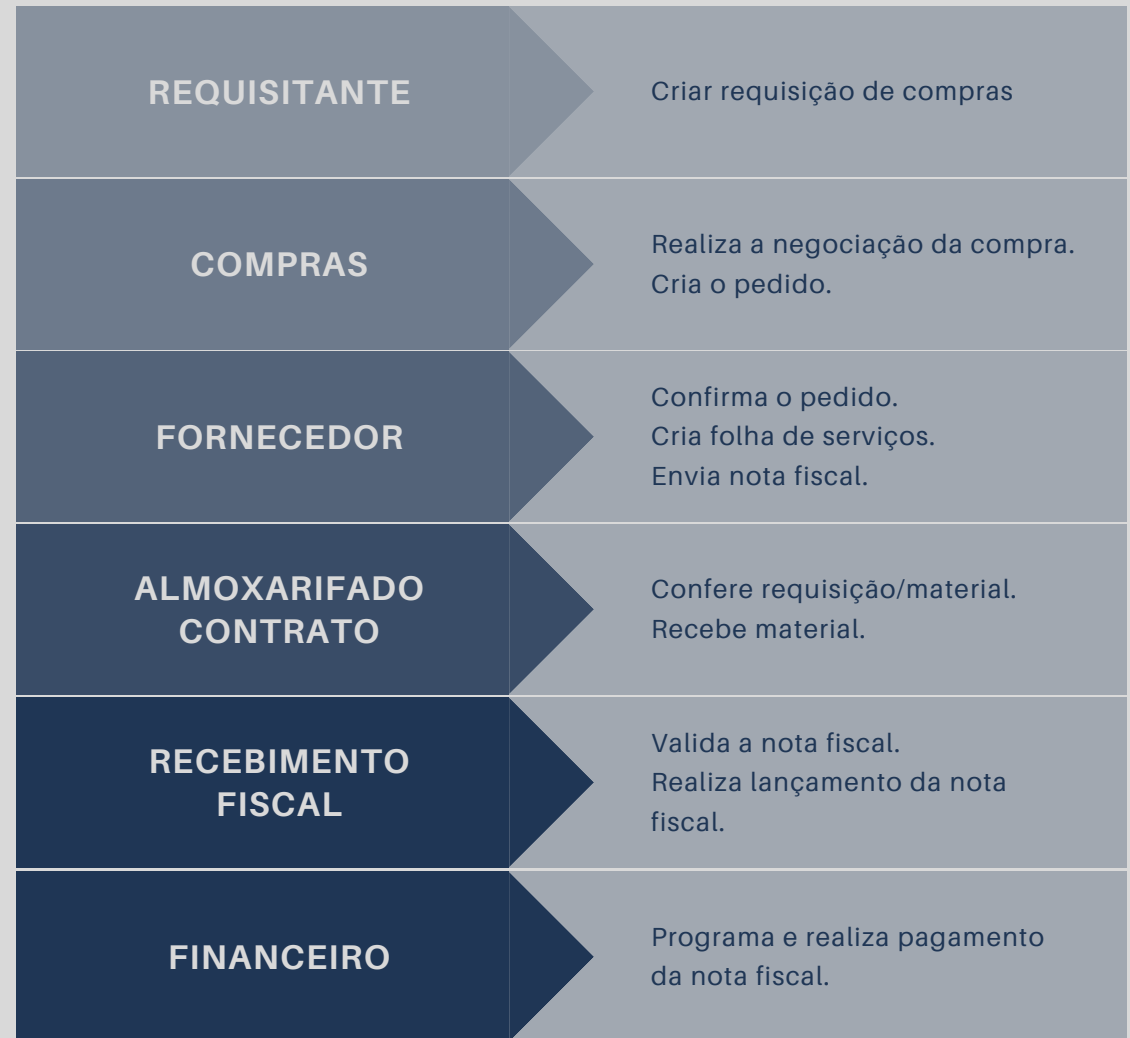 REQUISITANTE
Criar requisição de compras
COMPRAS
Realiza a negociação da compra.
Cria o pedido.
FORNECEDOR
Confirma o pedido.
Cria folha de serviços.
Envia nota fiscal.
ALMOXARIFADO
CONTRATO
Confere requisição/material.
Recebe material.
RECEBIMENTO
FISCAL
Valida a nota fiscal.
Realiza lançamento da nota
fiscal.
FINANCEIRO
Programa e realiza pagamento
da nota fiscal.